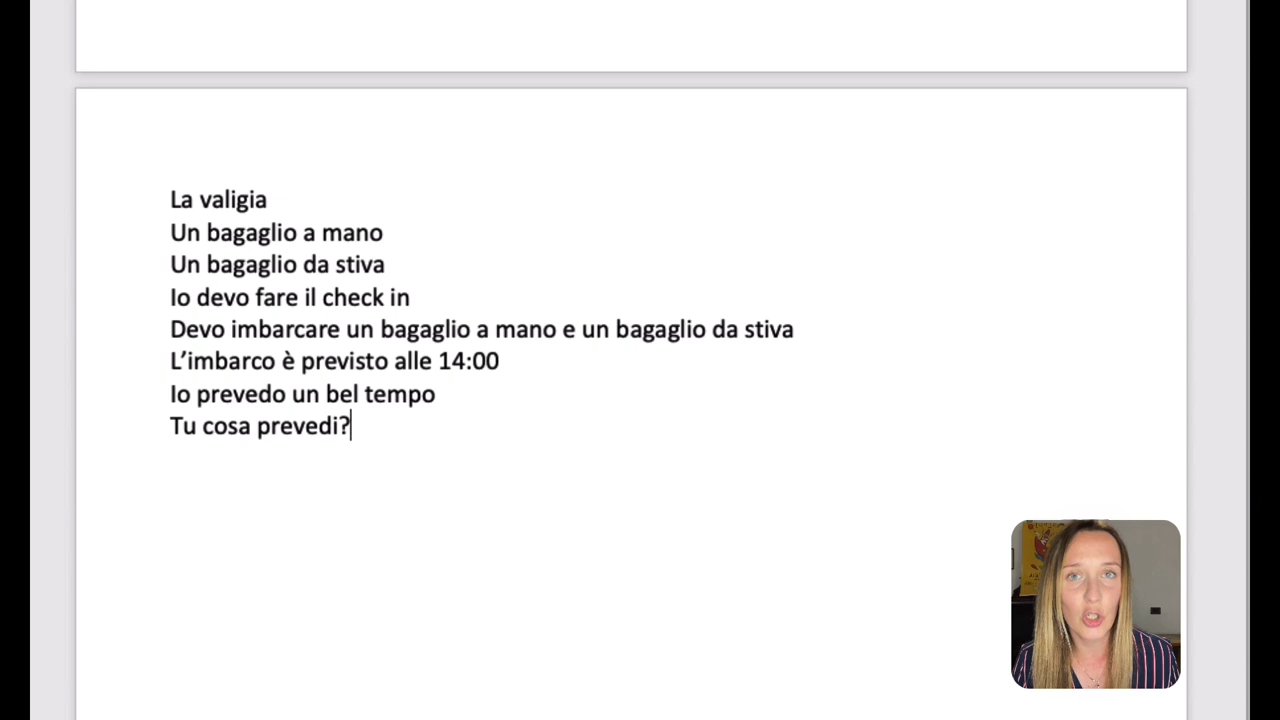 La valigia
Un bagaglio a mano
Un bagaglio da stiva
Io devo fare il check in
Devo imbarcare un bagaglio a mano e un bagaglio da stiva
L’imbarco è previsto alle 14:00
Io prevedo un bel tempo
Tu cosa prevedi?